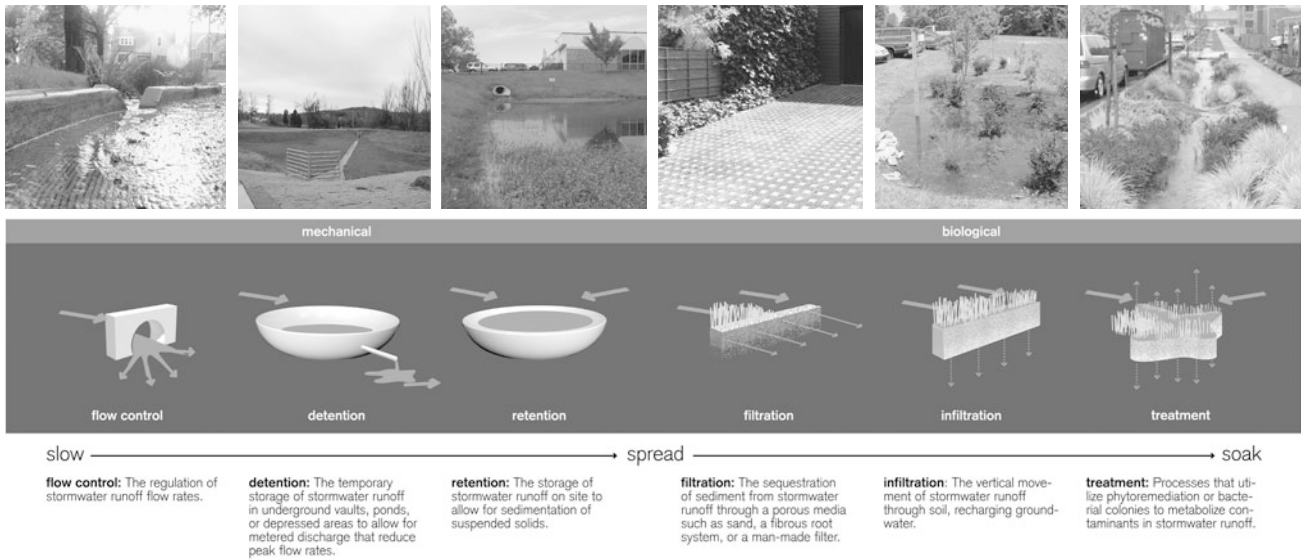 mechanical
biological
flow control
detention
retention
filtration
infiltration
treatment
slow
spread
soak
flow control: The regulation of
stormwater runoff flow rates.
detention: The temporary
storage of stormwater runoff
in underground vaults, ponds,
or depressed areas to allow for
metered discharge that reduce
peak flow rates.
retention: The storage of
stormwater runoff on site to
allow for sedimentation of
suspended solids.
filtration: The sequestration
of sediment from stormwater
runoff through a porous media
such as sand, a fibrous root
system, or a man-made filter.
infiltration: The vertical move-
ment of stormwater runoff
through soil, recharging ground-
water.
treatment: Processes that uti-
lize phytoremediation or bacte-
rial colonies to metabolize con-
taminants in stormwater runoff.